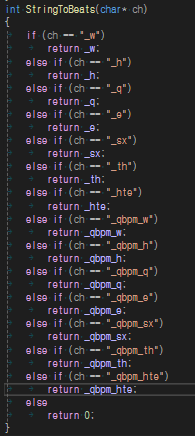 int StringToBeats(char* ch)
{
if (ch == "_w")
return _w;
else if (ch == "_h")
return _h;
else if (ch == "_q")
return _q;
else if (ch == "_e")
return _e;
else if (ch == "_sx")
return _sx;
else if (ch == "_th")
return _th;
else if (ch == "_hte")
return _hte;
else if (ch == "_qbpm_w")
return _qbpm_w;
else if (ch == "_qbpm_h")
return _qbpm_h;
else if (ch == "_qbpm_q")
return _qbpm_q;
else if (ch == "_qbpm_e")
return _qbpm_e;
else if (ch == "_qbpm_sx")
return _qbpm_sx;
else if (ch == "_qbpm_th")
return _qbpm_th;
else if (ch == "_qbpm_hte")
return _qbpm_hte;
else
return 0;
}